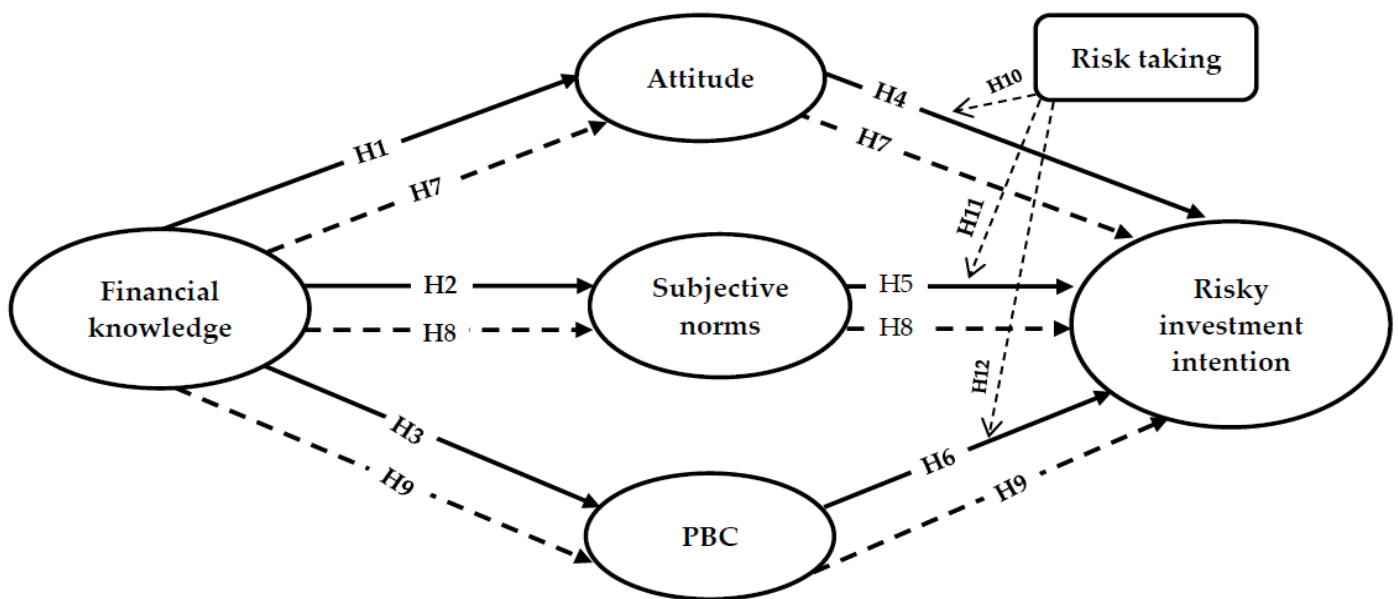 Attitude
Risk taking
H10
H4
H1
H7
H7
H11
Financial
knowledge
H2
H8
Subjective
norms
H5
H8
Risky
investment
intention
H12
H3
H9
H6
H9
PBC